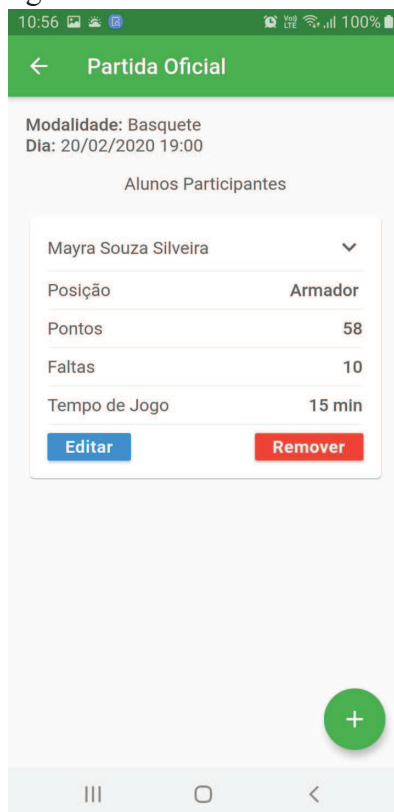 10:56 100%
Partida Oficial
Modalidade: Basquete
Dia: 20/02/2020 19:00
Alunos Participantes
Mayra Souza Silveira
Posição Armador
Pontos 58
Faltas 10
Tempo de Jogo 15 min
Editar Remover
+